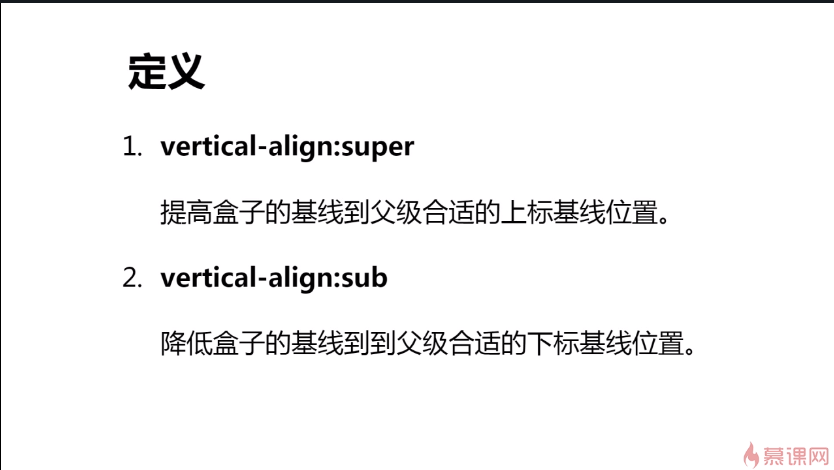 定义
1. vertical-align:super
提高盒子的基线到父级合适的上标基线位置。
2. vertical-align:sub
降低盒子的基线到到父级合适的下标基线位置。
慕课网